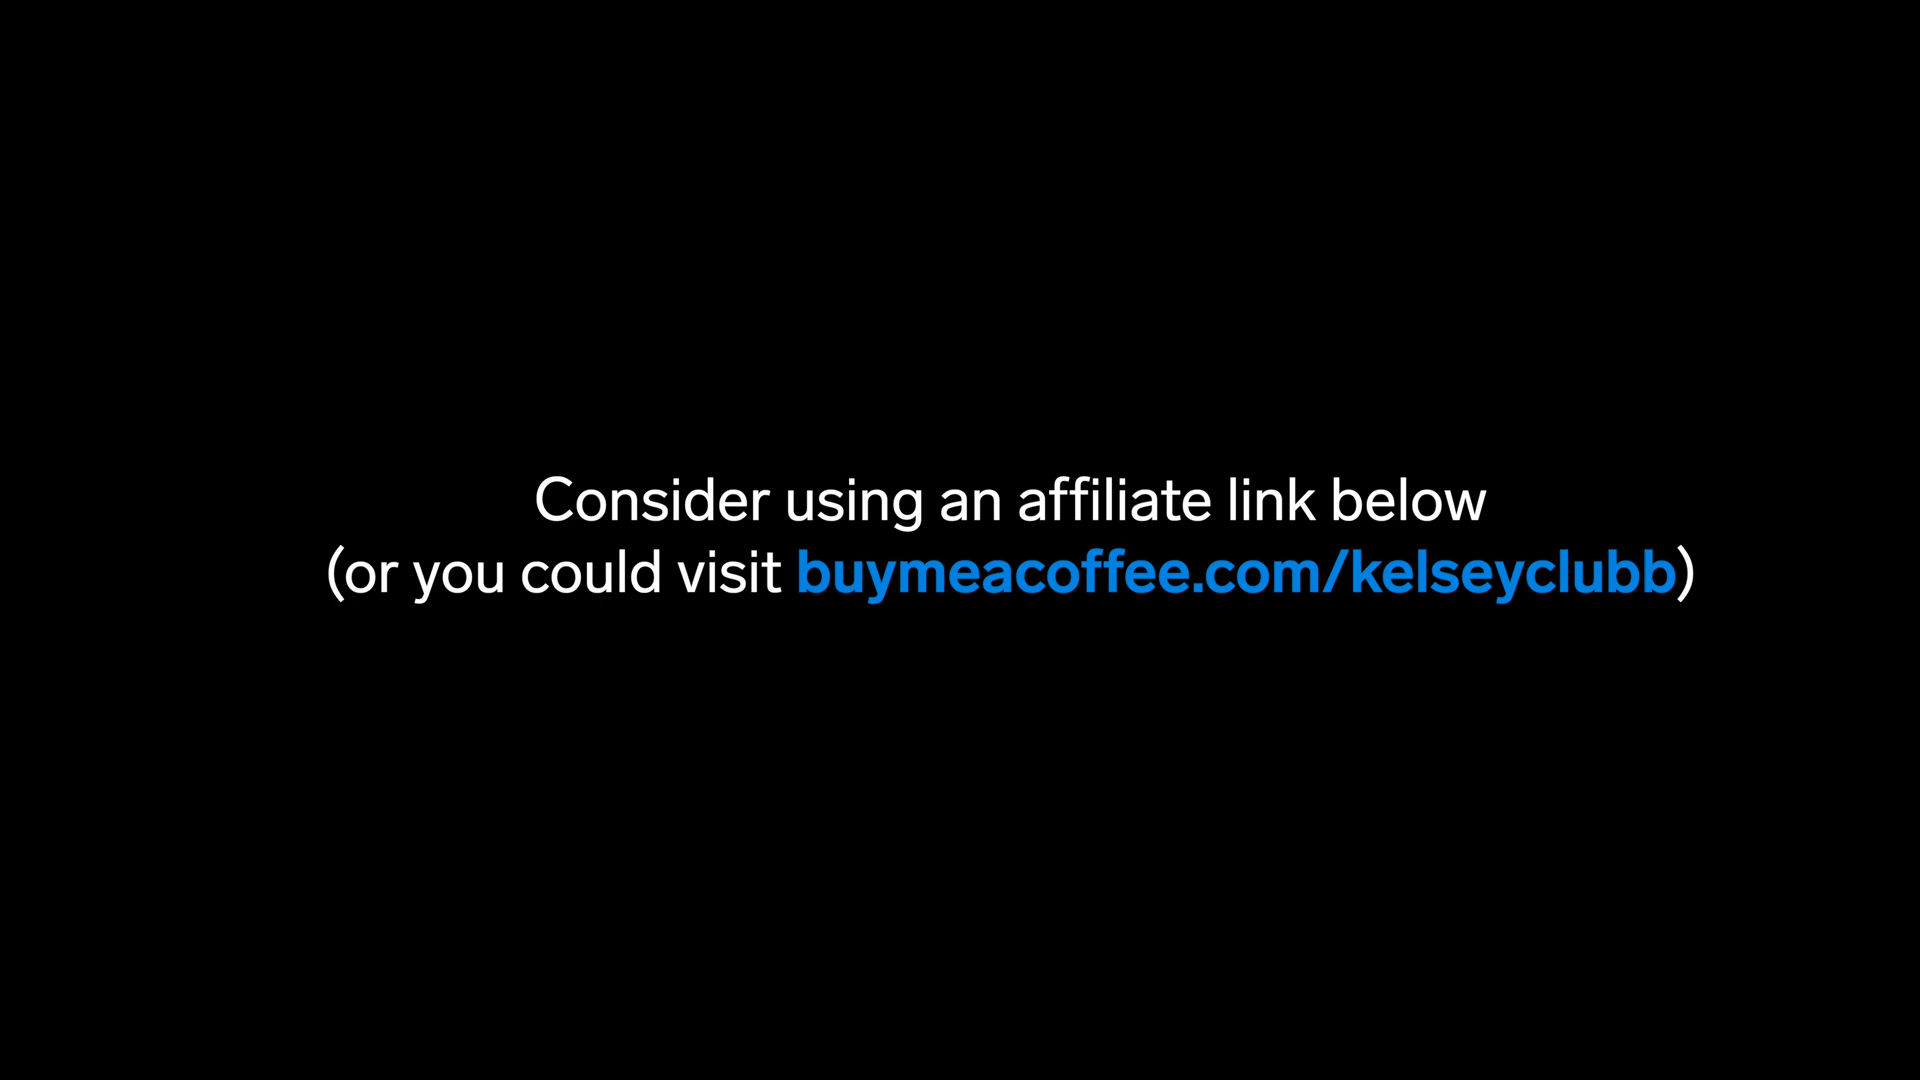 Consider using an affiliate link below
(or you could visit buymeacoffee.com/kelseyclubb)